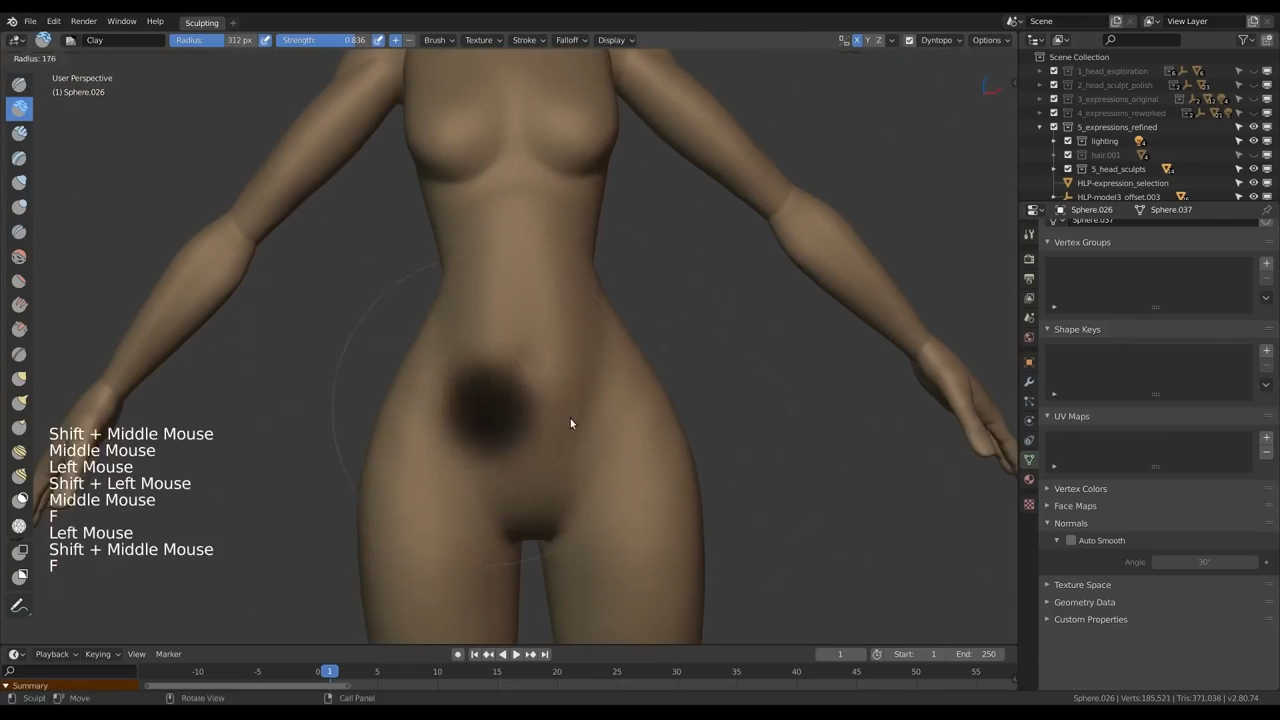 File Edit Render Window Help Sculpting + Scene View Layer
Clay Radius: 312 px Strength: 0.836 + − Brush Texture Stroke Falloff Display X Y Z Dyntopo Options
Radius: 176
User Perspective
(1) Sphere.026
Shift + Middle Mouse
Middle Mouse
Left Mouse
Shift + Left Mouse
Middle Mouse
F
Left Mouse
Shift + Middle Mouse
F
Scene Collection
1_head_exploration
2_head_sculpt_polish
3_expressions_original
4_expressions_reworked
5_expressions_refined
lighting
hair.001
5_head_sculpts
HLP-expression_selection
HLP-model3_offset.003
Sphere.026 Sphere.037
Sphere.037
Vertex Groups
Shape Keys
UV Maps
Vertex Colors
Face Maps
Normals
Auto Smooth
Angle 30°
Texture Space
Geometry Data
Custom Properties
Playback Keying View Marker 1 Start: 1 End: 250
-10 -5 0 1 5 10 15 20 25 30 35 40 45 50 55
Summary
Sculpt Move Rotate View Call Panel Sphere.026 | Verts:185,521 | Tris:371,038 | v2.80.74